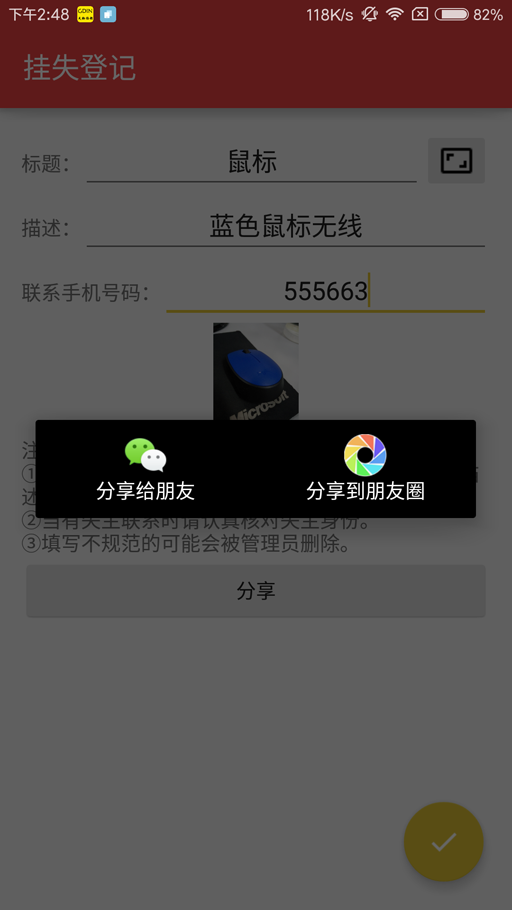 下午2:48 118K/s 82%
挂失登记
标题： 鼠标
描述： 蓝色鼠标无线
联系手机号码： 555663
Microsoft
分享给朋友 分享到朋友圈
②当有失主联系时请认真核对失主身份。
③填写不规范的可能会被管理员删除。
分享